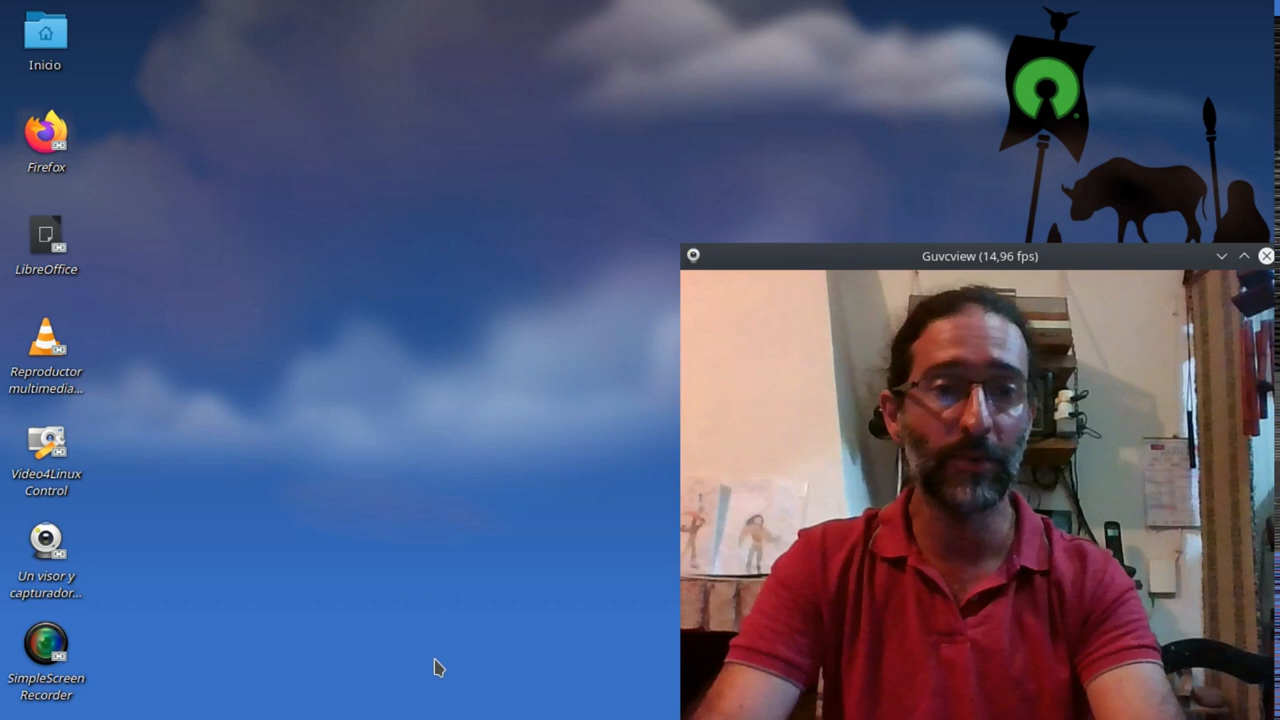 Inicio
Firefox
LibreOffice
Reproductor
multimedia...
Video4Linux
Control
Un visor y
capturador...
SimpleScreen
Recorder
Guvcview (14,96 fps)